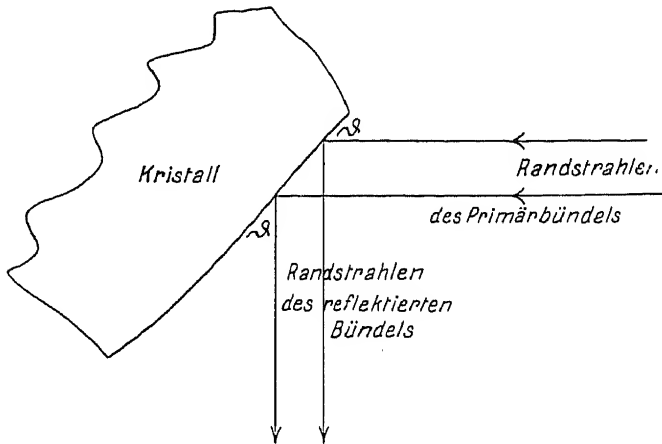 ϑ
Kristall
Randstrahlen
des Primärbündels
ϑ
Randstrahlen
des reflektierten
Bündels